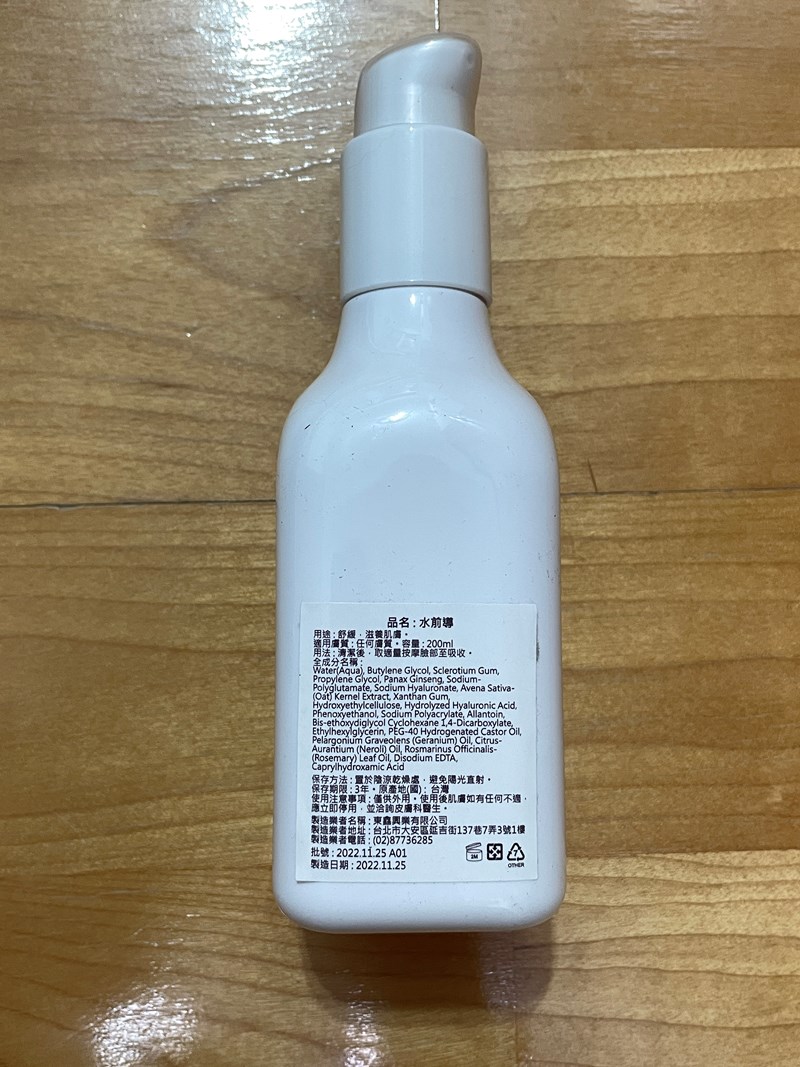 品名 : 水前導
用途 : 舒緩，滋養肌膚。
適用膚質 : 任何膚質。容量 : 200ml
用法 : 清潔後，取適量按摩臉部至吸收。
全成分名稱 :
Water(Aqua), Butylene Glycol, Sclerotium Gum,
Propylene Glycol, Panax Ginseng, Sodium-
Polyglutamate, Sodium Hyaluronate, Avena Sativa-
(Oat) Kernel Extract, Xanthan Gum,
Hydroxyethylcellulose, Hydrolyzed Hyaluronic Acid,
Phenoxyethanol, Sodium Polyacrylate, Allantoin,
Bis-ethoxydiglycol Cyclohexane 1,4-Dicarboxylate,
Ethylhexylglycerin, PEG-40 Hydrogenated Castor Oil,
Pelargonium Graveolens (Geranium) Oil, Citrus-
Aurantium (Neroli) Oil, Rosmarinus Officinalis-
(Rosemary) Leaf Oil, Disodium EDTA,
Caprylhydroxamic Acid
保存方法 : 置於陰涼乾燥處，避免陽光直射。
保存期限 : 3年。原產地(國) : 台灣
使用注意事項 : 僅供外用。使用後肌膚如有任何不適，
應立即停用，並洽詢皮膚科醫生。
製造業者名稱 : 東鑫興業有限公司
製造業者地址 : 台北市大安區延吉街137巷7弄3號1樓
製造業者電話 : (02)87736285
批號 : 2022.11.25 A01
製造日期 : 2022.11.25
OTHER